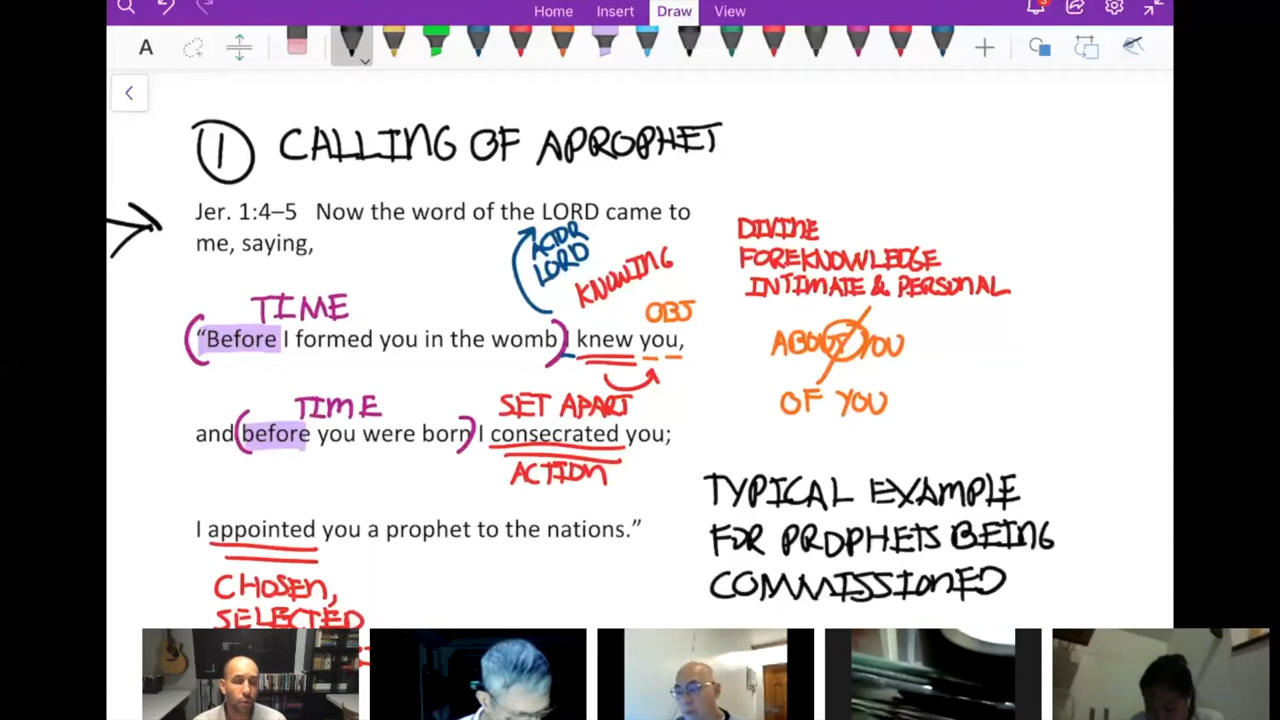 Home Insert Draw View
3
A
1 CALLING OF A PROPHET
Jer. 1:4–5 Now the word of the LORD came to
me, saying,
ACTOR
LORD
KNOWING
DIVINE
FOREKNOWLEDGE
INTIMATE & PERSONAL
TIME
OBJ
“Before I formed you in the womb I knew you,
ABOUT YOU
OF YOU
TIME
SET APART
and before you were born I consecrated you;
ACTION
TYPICAL EXAMPLE
FOR PROPHETS BEING
COMMISSIONED
I appointed you a prophet to the nations.”
CHOSEN,
SELECTED